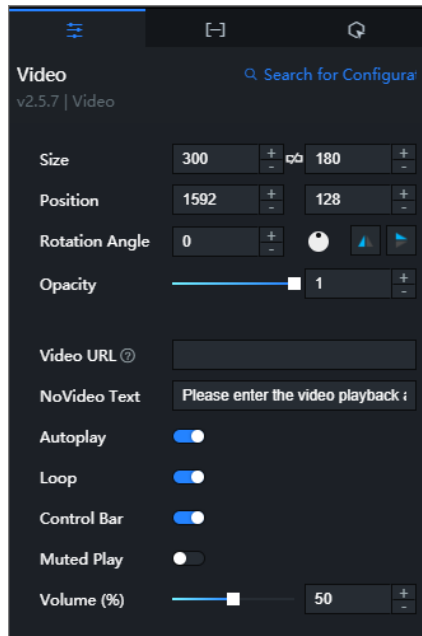 Video
Search for Configurat
v2.5.7 | Video
Size 300 + - 180 + -
Position 1592 + - 128 + -
Rotation Angle 0 + -
Opacity 1 + -
Video URL ?
NoVideo Text Please enter the video playback a
Autoplay
Loop
Control Bar
Muted Play
Volume (%) 50 + -